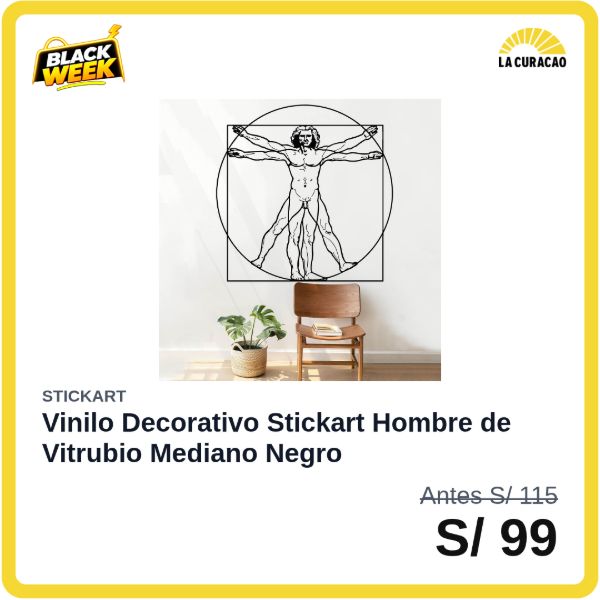 BLACK
WEEK
LA CURACAO
STICKART
Vinilo Decorativo Stickart Hombre de
Vitrubio Mediano Negro
Antes S/ 115
S/ 99